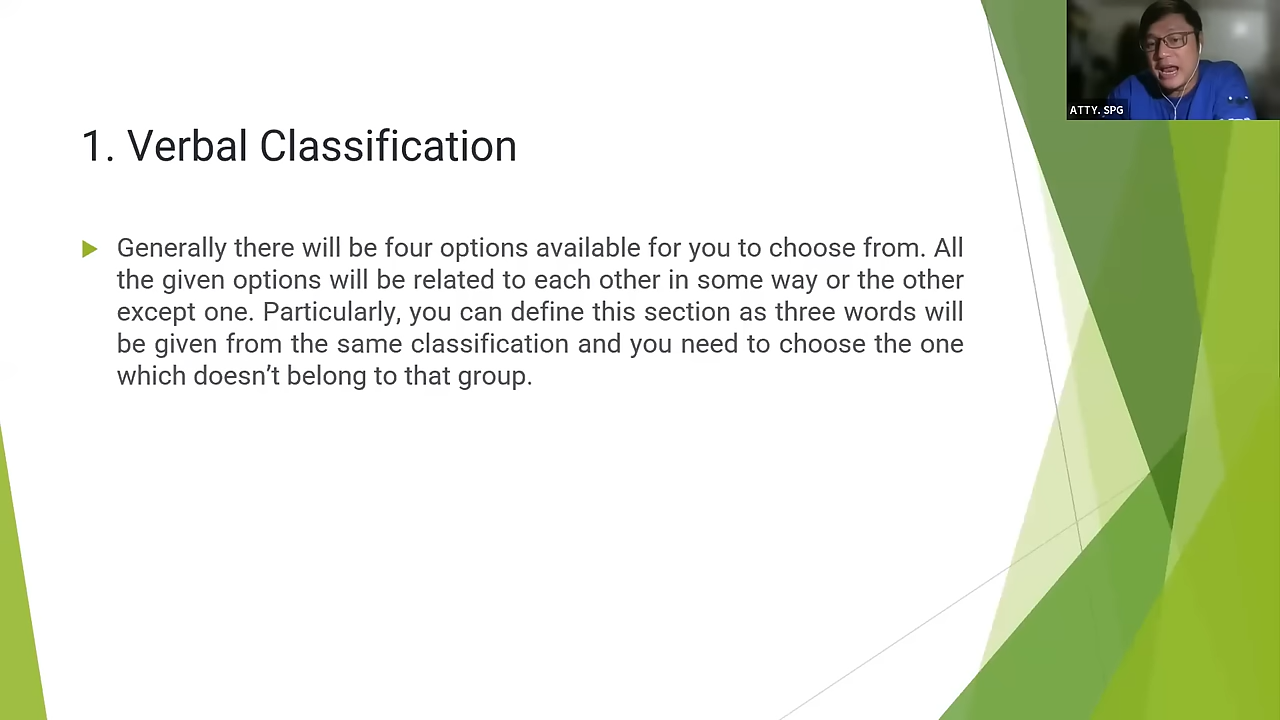 ATTY. SPG
1. Verbal Classification
Generally there will be four options available for you to choose from. All
the given options will be related to each other in some way or the other
except one. Particularly, you can define this section as three words will
be given from the same classification and you need to choose the one
which doesn’t belong to that group.